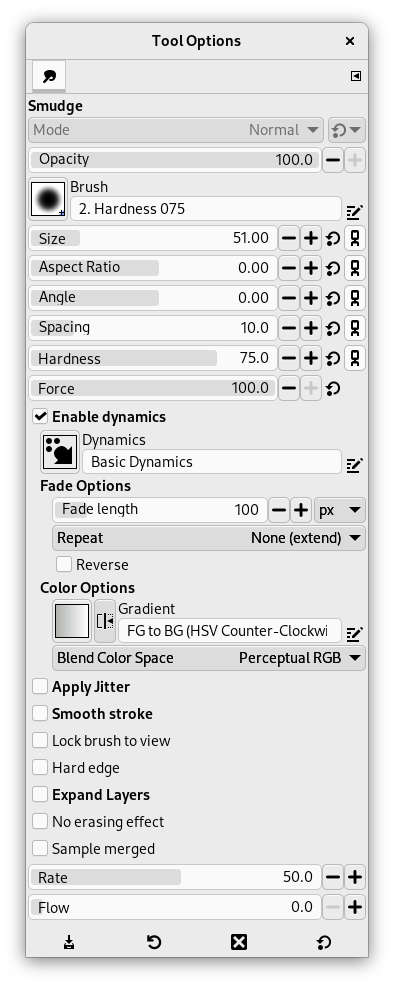 Tool Options
Smudge
Mode Normal
Opacity 100.0
Brush
2. Hardness 075
Size 51.00
Aspect Ratio 0.00
Angle 0.00
Spacing 10.0
Hardness 75.0
Force 100.0
Enable dynamics
Dynamics
Basic Dynamics
Fade Options
Fade length 100 px
Repeat None (extend)
Reverse
Color Options
Gradient
FG to BG (HSV Counter-Clockwi
Blend Color Space Perceptual RGB
Apply Jitter
Smooth stroke
Lock brush to view
Hard edge
Expand Layers
No erasing effect
Sample merged
Rate 50.0
Flow 0.0